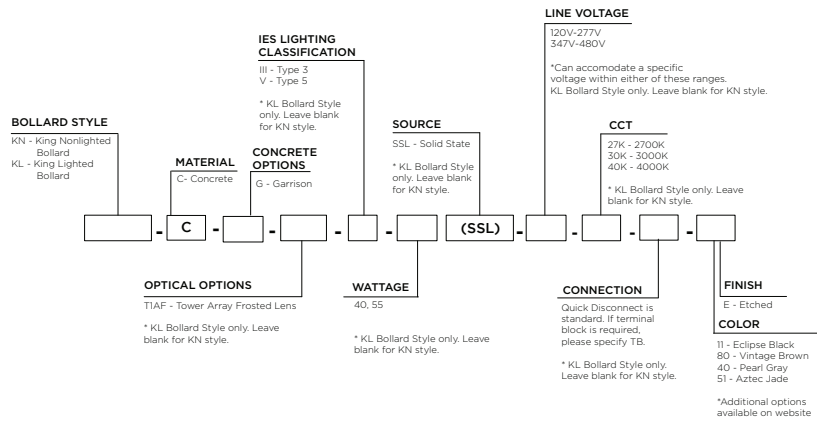 LINE VOLTAGE
120V-277V
347V-480V
*Can accomodate a specific
voltage within either of these ranges.
KL Bollard Style only. Leave blank for KN style.
IES LIGHTING
CLASSIFICATION
III - Type 3
V - Type 5
* KL Bollard Style
only. Leave blank
for KN style.
BOLLARD STYLE
KN - King Nonlighted
Bollard
KL - King Lighted
Bollard
MATERIAL
C- Concrete
CONCRETE
OPTIONS
G - Garrison
SOURCE
SSL - Solid State
* KL Bollard Style
only. Leave blank
for KN style.
CCT
27K - 2700K
30K - 3000K
40K - 4000K
* KL Bollard Style only. Leave
blank for KN style.
- C - - - - (SSL) - - - -
OPTICAL OPTIONS
T1AF - Tower Array Frosted Lens
* KL Bollard Style only. Leave
blank for KN style.
WATTAGE
40, 55
* KL Bollard Style only. Leave
blank for KN style.
CONNECTION
Quick Disconnect is
standard. If terminal
block is required,
please specify TB.
* KL Bollard Style only.
Leave blank for KN style.
FINISH
E - Etched
COLOR
11 - Eclipse Black
80 - Vintage Brown
40 - Pearl Gray
51 - Aztec Jade
*Additional options
available on website